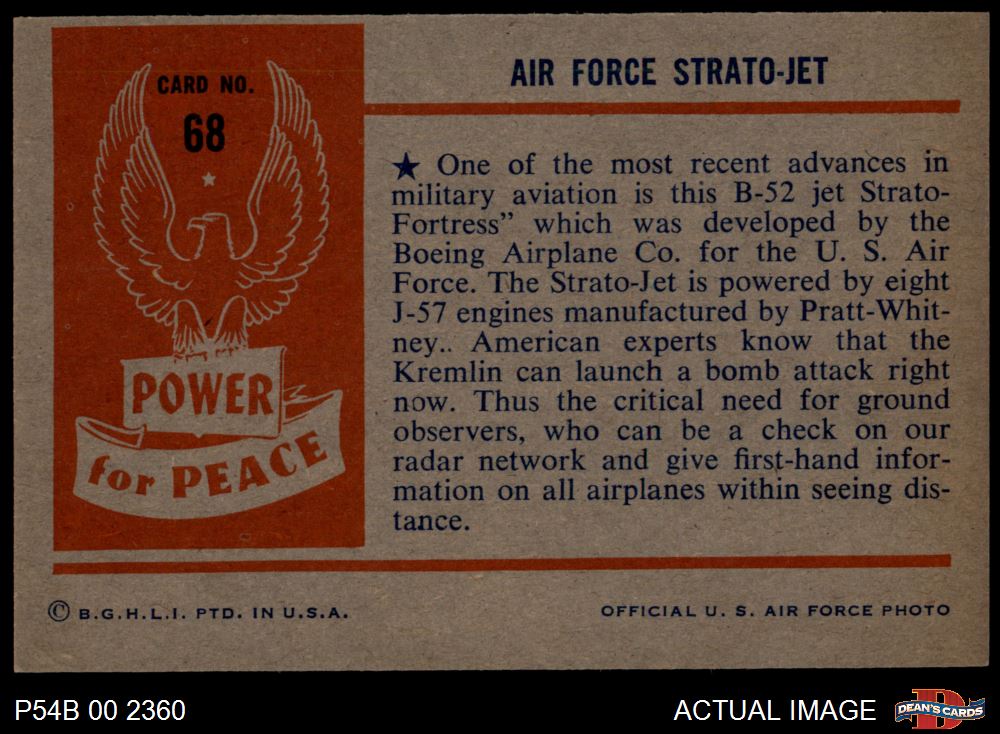 CARD NO.
68
POWER
for PEACE
AIR FORCE STRATO-JET
★ One of the most recent advances in
military aviation is this B-52 jet Strato-
Fortress” which was developed by the
Boeing Airplane Co. for the U. S. Air
Force. The Strato-Jet is powered by eight
J-57 engines manufactured by Pratt-Whit-
ney.. American experts know that the
Kremlin can launch a bomb attack right
now. Thus the critical need for ground
observers, who can be a check on our
radar network and give first-hand infor-
mation on all airplanes within seeing dis-
tance.
© B.G.H.L.I. PTD. IN U.S.A.
OFFICIAL U. S. AIR FORCE PHOTO
P54B 00 2360
ACTUAL IMAGE
DEAN'S CARDS